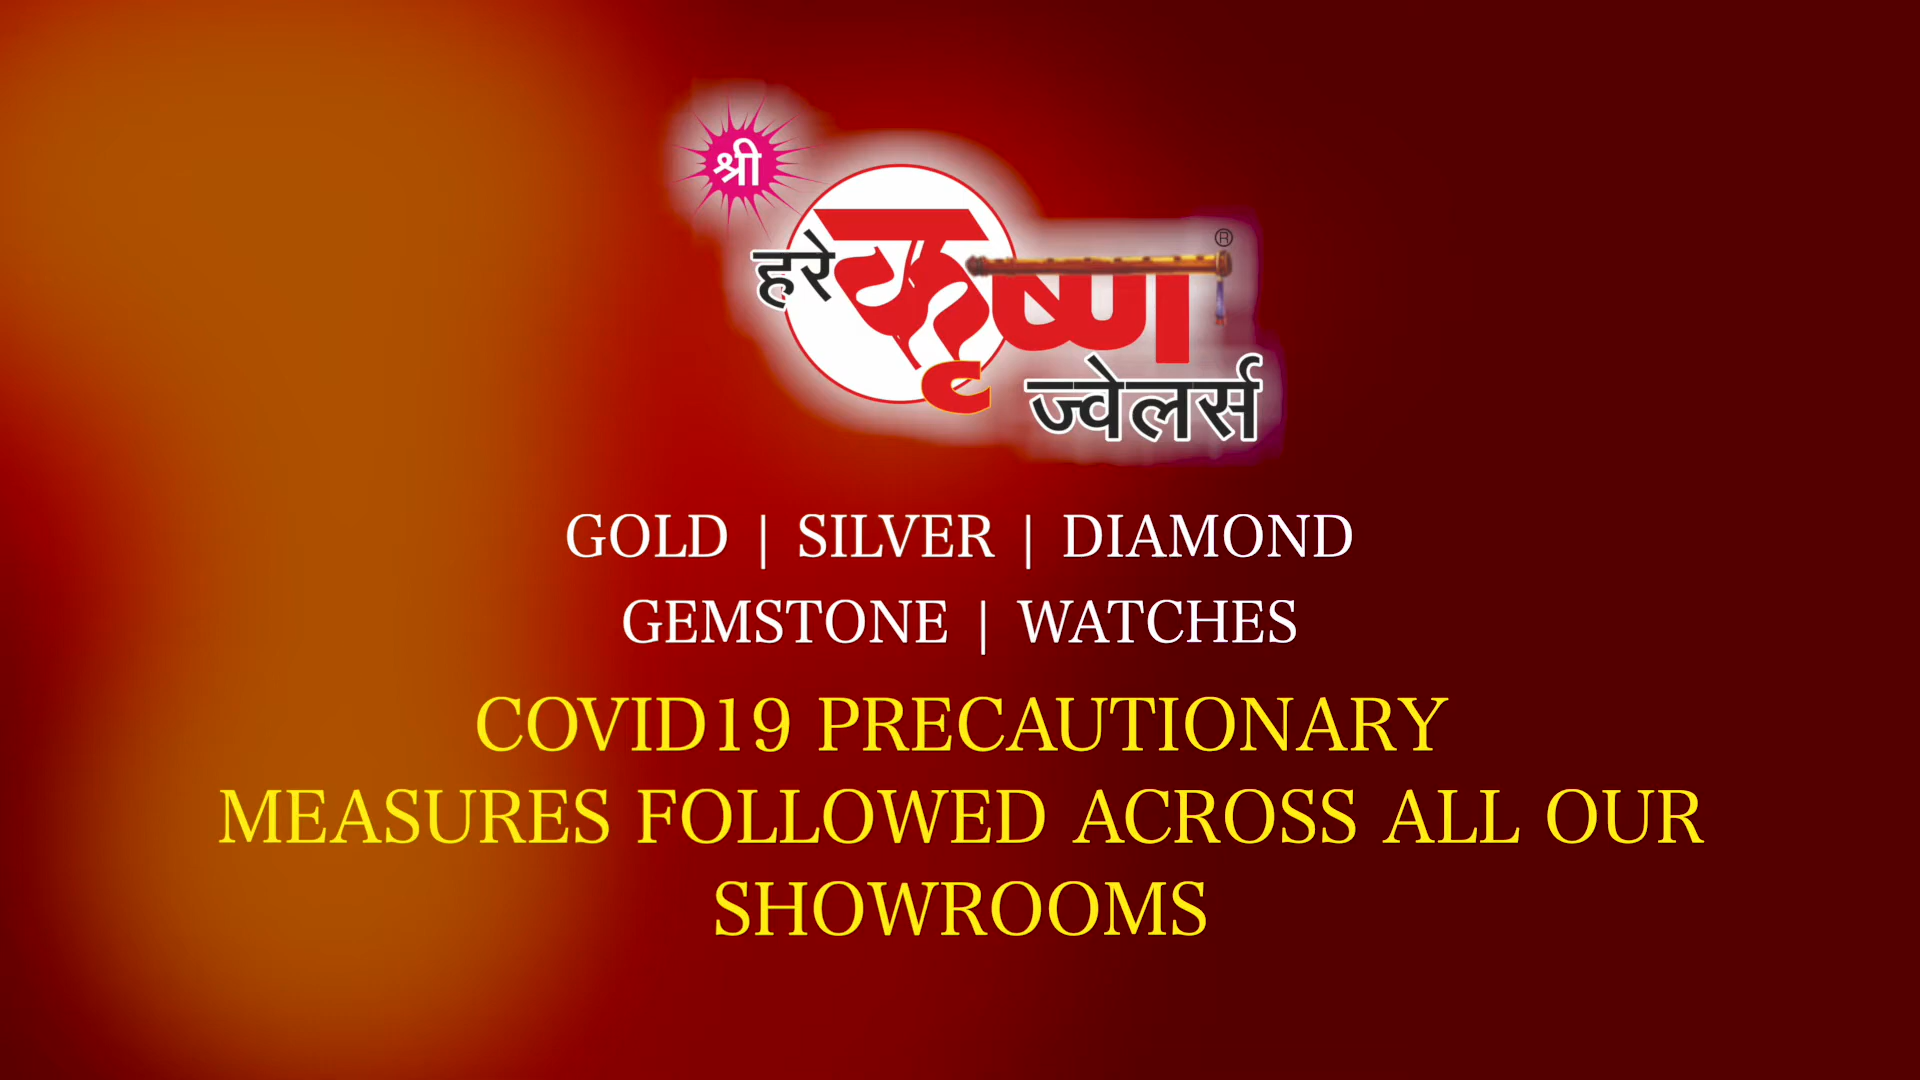 श्री
हरे कृष्ण ®
ज्वेलर्स
GOLD | SILVER | DIAMOND
GEMSTONE | WATCHES
COVID19 PRECAUTIONARY
MEASURES FOLLOWED ACROSS ALL OUR
SHOWROOMS